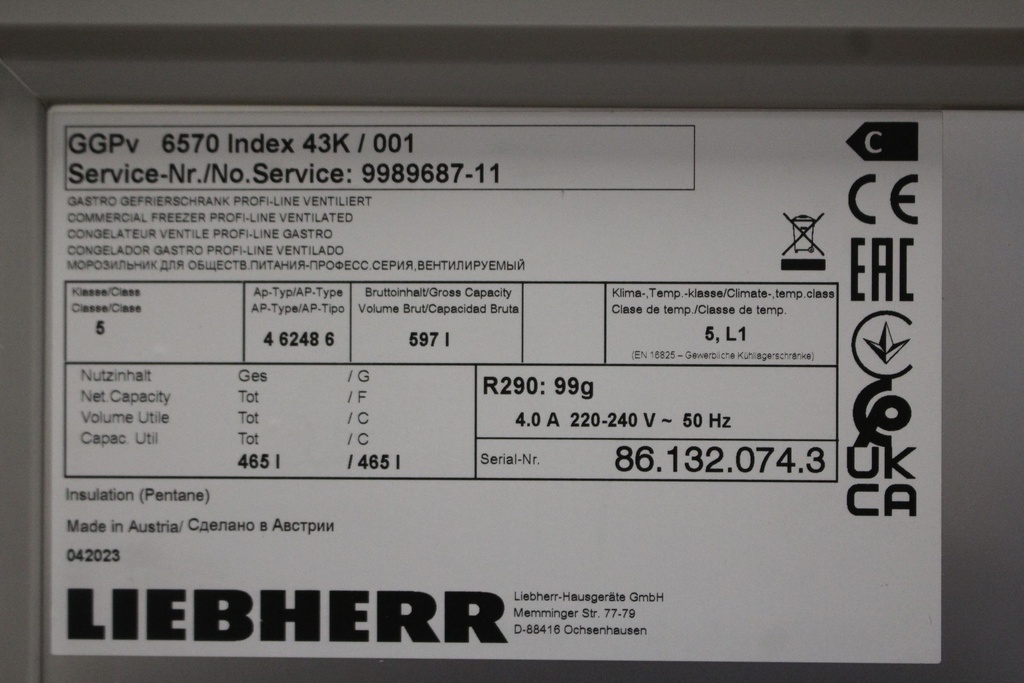 GGPv 6570 Index 43K / 001
Service-Nr./No.Service: 9989687-11
GASTRO GEFRIERSCHRANK PROFI-LINE VENTILIERT
COMMERCIAL FREEZER PROFI-LINE VENTILATED
CONGELATEUR VENTILE PROFI-LINE GASTRO
CONGELADOR GASTRO PROFI-LINE VENTILADO
МОРОЗИЛЬНИК ДЛЯ ОБЩЕСТВ.ПИТАНИЯ-ПРОФЕСС.СЕРИЯ,ВЕНТИЛИРУЕМЫЙ
C
CE
EAC
Klasse/Class
Classe/Clase
5
Ap-Typ/AP-Type
AP-Type/AP-Tipo
4 6248 6
Bruttoinhalt/Gross Capacity
Volume Brut/Capacidad Bruta
597 l
Klima-,Temp.-klasse/Climate-,temp.class
Clase de temp./Classe de temp.
5, L1
(EN 16825 – Gewerbliche Kühllagerschränke)
Nutzinhalt Ges / G
Net.Capacity Tot / F
Volume Utile Tot / C
Capac. Util Tot / C
465 l / 465 l
R290: 99g
4.0 A 220-240 V ~ 50 Hz
Serial-Nr. 86.132.074.3
UK
CA
Insulation (Pentane)
Made in Austria/ Сделано в Австрии
042023
LIEBHERR
Liebherr-Hausgeräte GmbH
Memminger Str. 77-79
D-88416 Ochsenhausen